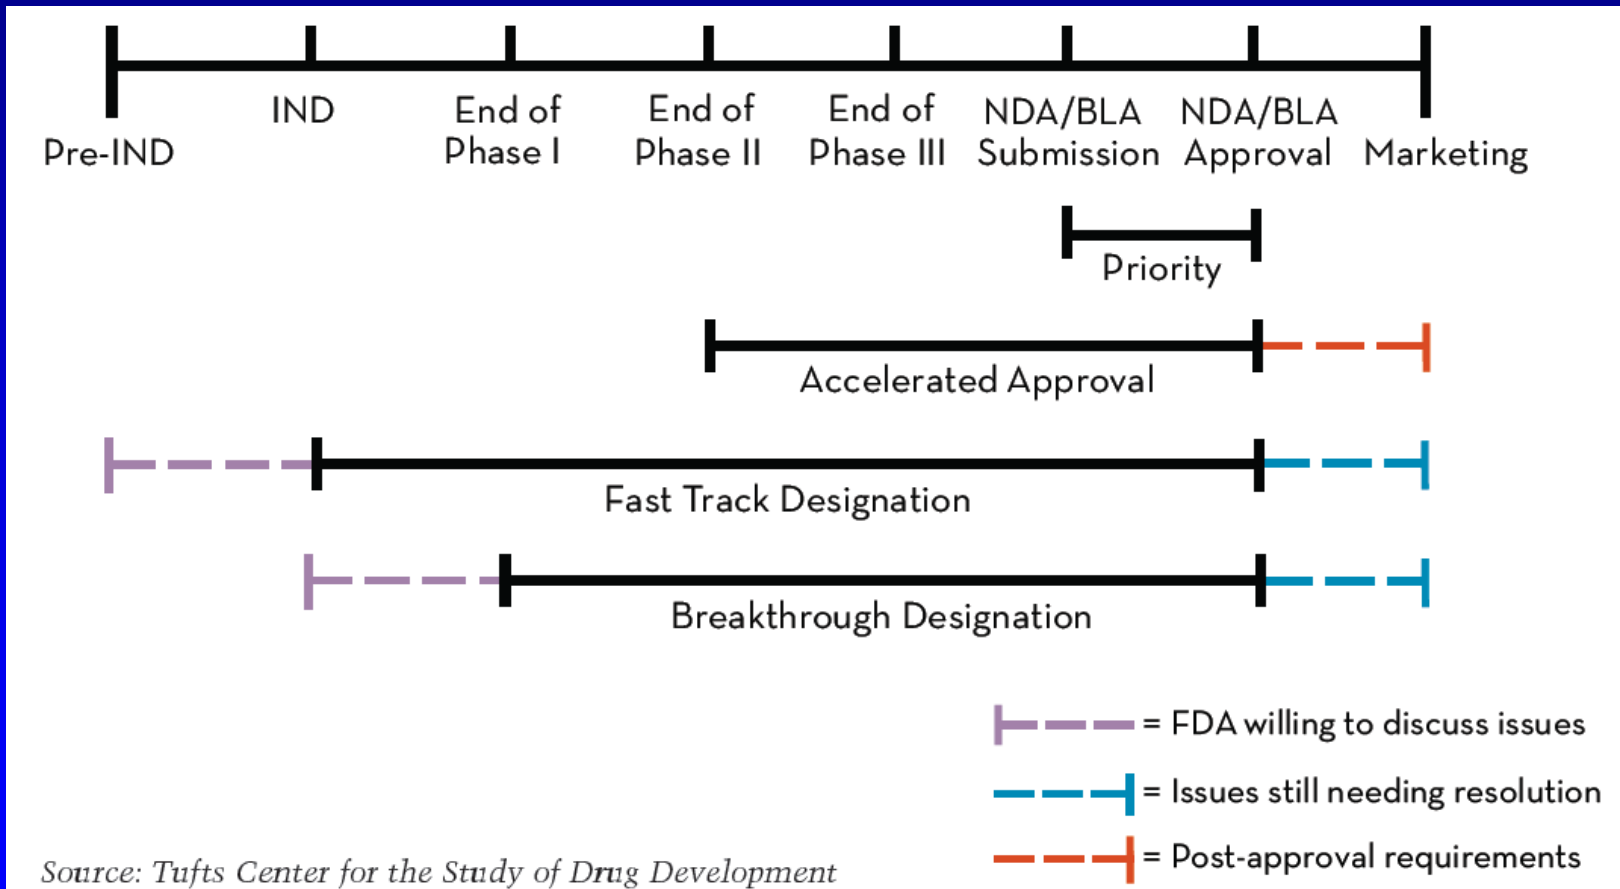 Pre-IND
IND
End of
Phase I
End of
Phase II
End of
Phase III
NDA/BLA
Submission
NDA/BLA
Approval
Marketing
Priority
Accelerated Approval
Fast Track Designation
Breakthrough Designation
= FDA willing to discuss issues
= Issues still needing resolution
= Post-approval requirements
Source: Tufts Center for the Study of Drug Development